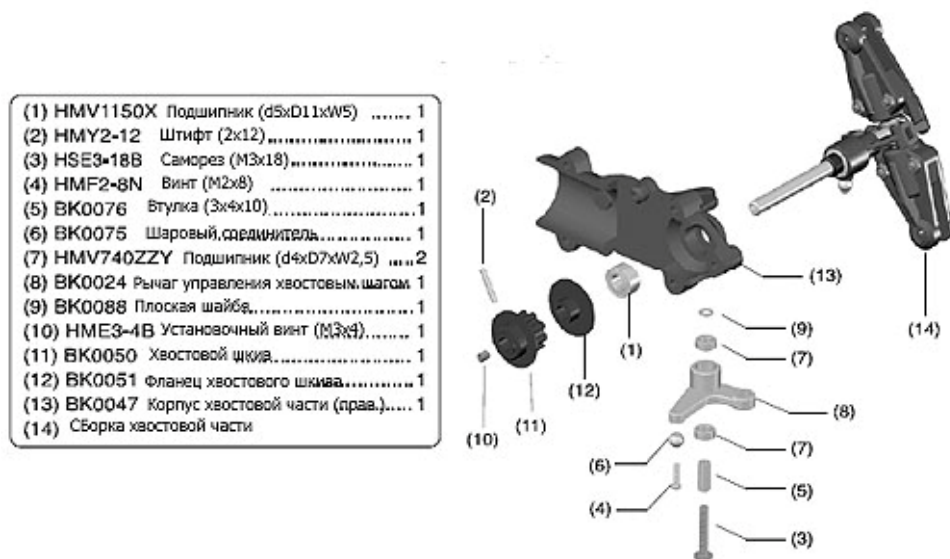 (1) HMV1150X Подшипник (d5xD11xW5) ........ 1
(2) HMY2-12 Штифт (2x12)........................ 1
(3) HSE3-18B Саморез (M3x18)................... 1
(4) HMF2-8N Винт (M2x8) ....................... 1
(5) BK0076 Втулка (3x4x10)........................ 1
(6) BK0075 Шаровый соединитель................ 1
(7) HMV740ZZY Подшипник (d4xD7xW2,5) ..... 2
(8) BK0024 Рычаг управления хвостовым шагом 1
(9) BK0088 Плоская шайба......................... 1
(10) HME3-4B Установочный винт (M3x4)........ 1
(11) BK0050 Хвостовой шкив...................... 1
(12) BK0051 Фланец хвостового шкива............ 1
(13) BK0047 Корпус хвостовой части (прав.)..... 1
(14) Сборка хвостовой части
(2)
(13)
(14)
(1)
(9)
(12)
(7)
(8)
(10)
(11)
(6)
(7)
(4)
(5)
(3)